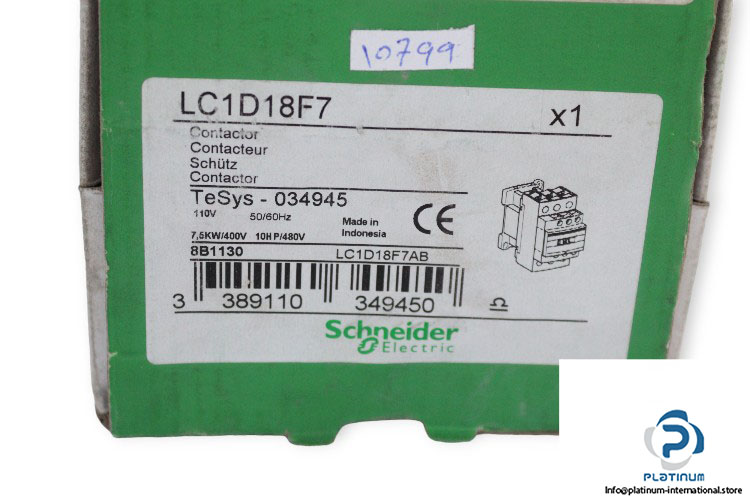 10799
LC1D18F7 x1
Contactor
Contacteur
Schütz
Contactor
TeSys - 034945
110V 50/60Hz Made in Indonesia
7,5KW/400V 10HP/480V
8B1130 LC1D18F7AB
CE
3 389110 349450
Schneider
Electric
PLATINUM
Info@platinum-international.store